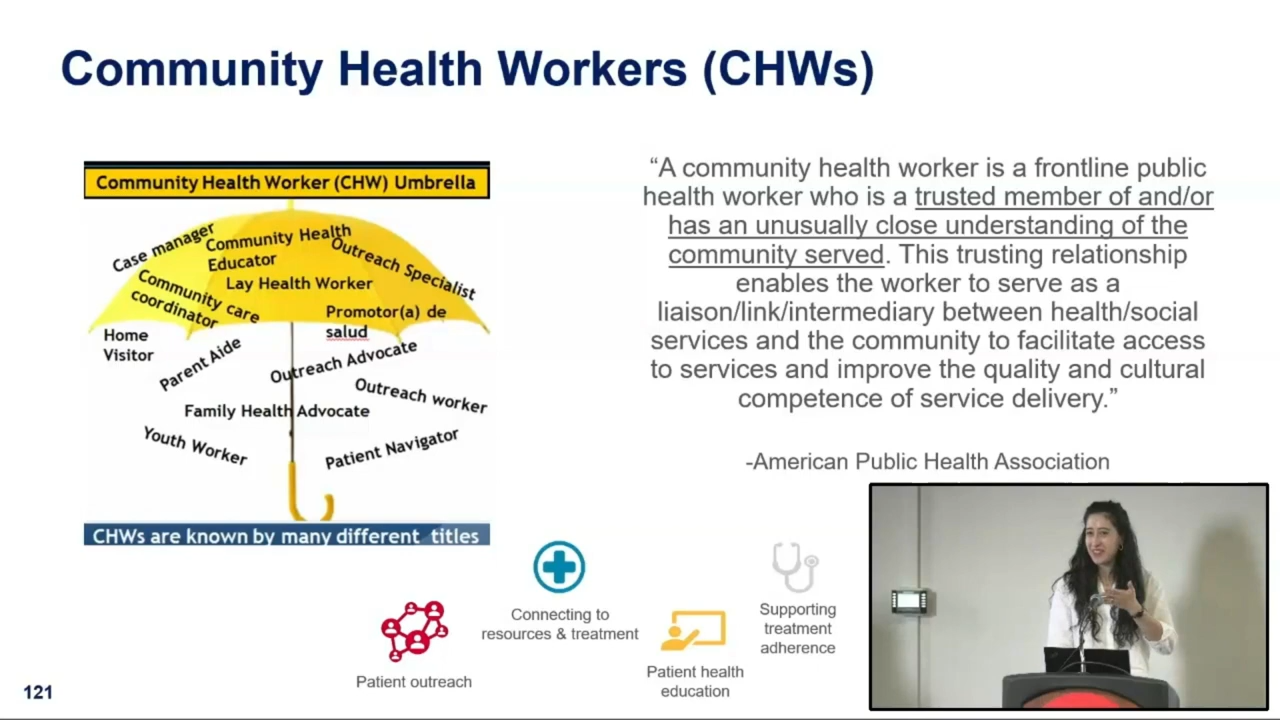 Community Health Workers (CHWs)
Community Health Worker (CHW) Umbrella
Case manager
Community Health
Educator
Outreach Specialist
Lay Health Worker
Community care
coordinator
Promotor(a) de
salud
Home
Visitor
Parent Aide
Outreach Advocate
Outreach worker
Family Health Advocate
Youth Worker
Patient Navigator
CHWs are known by many different titles
“A community health worker is a frontline public
health worker who is a trusted member of and/or
has an unusually close understanding of the
community served. This trusting relationship
enables the worker to serve as a
liaison/link/intermediary between health/social
services and the community to facilitate access
to services and improve the quality and cultural
competence of service delivery.”
-American Public Health Association
Patient outreach
Connecting to
resources & treatment
Patient health
education
Supporting
treatment
adherence
121